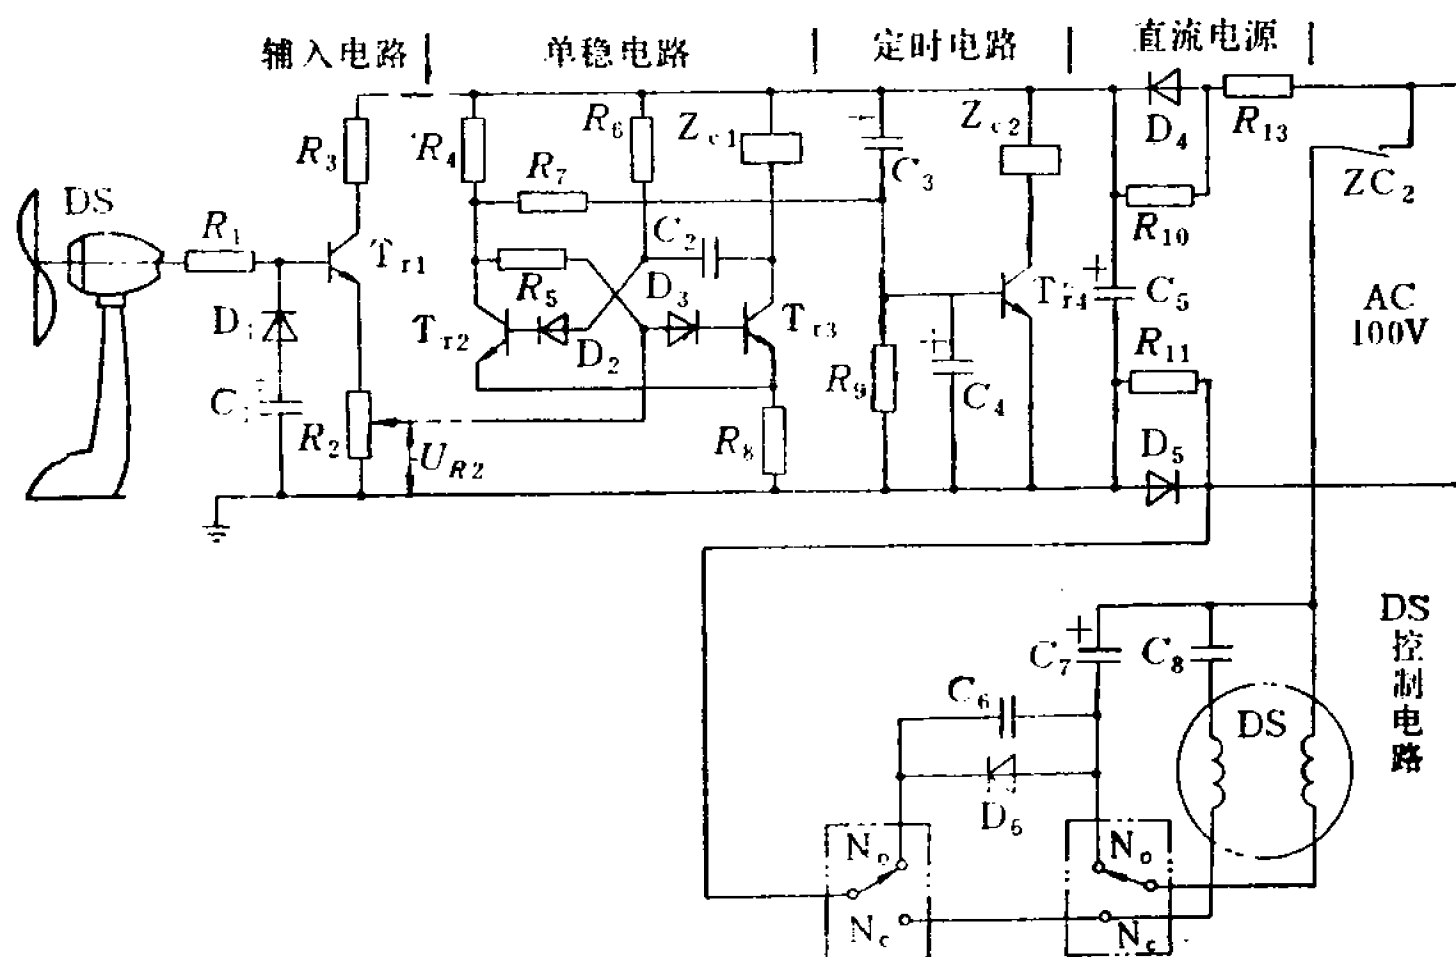 辅入电路
单稳电路
定时电路
直流电源
DS
R1
R3
Tr1
D1
C1
R2
UR2
R4
R7
R6
Zc1
R5
C2
D3
Tr2
D2
Tr3
R8
C3
Zc2
R9
C4
Tr4
D4
R13
R10
C5
R11
D5
ZC2
AC
100V
C7
C8
C6
D6
DS
No
Nc
No
Nc
DS
控
制
电
路